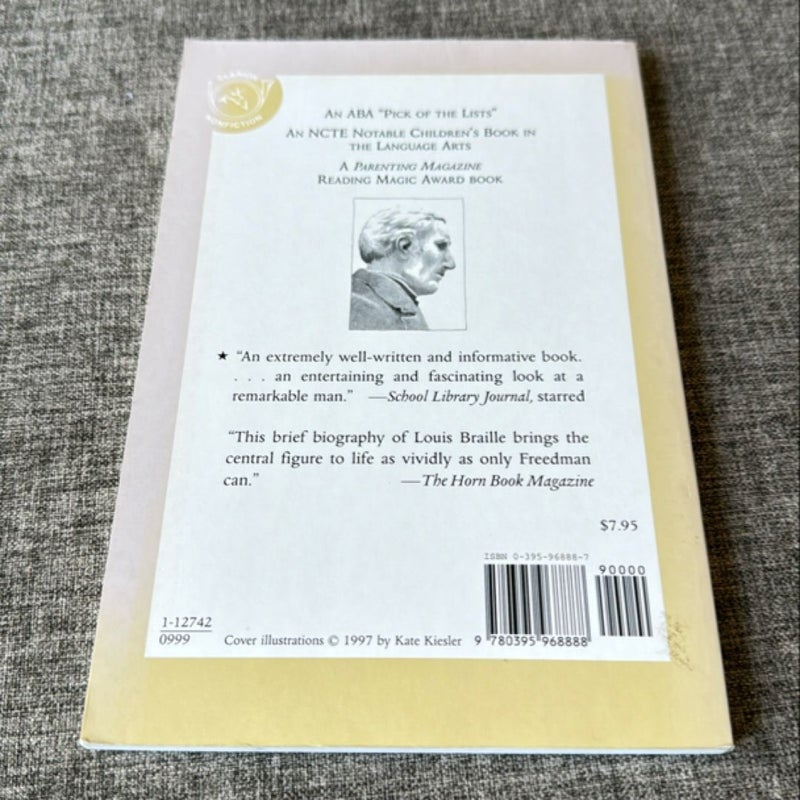 CLARION
NONFICTION
AN ABA "PICK OF THE LISTS"
AN NCTE NOTABLE CHILDREN'S BOOK IN
THE LANGUAGE ARTS
A PARENTING MAGAZINE
READING MAGIC AWARD BOOK
★ "An extremely well-written and informative book.
. . . an entertaining and fascinating look at a
remarkable man." —School Library Journal, starred
"This brief biography of Louis Braille brings the
central figure to life as vividly as only Freedman
can." —The Horn Book Magazine
$7.95
ISBN 0-395-96888-7
90000
1-12742
0999
Cover illustrations © 1997 by Kate Kiesler
9 780395 968888